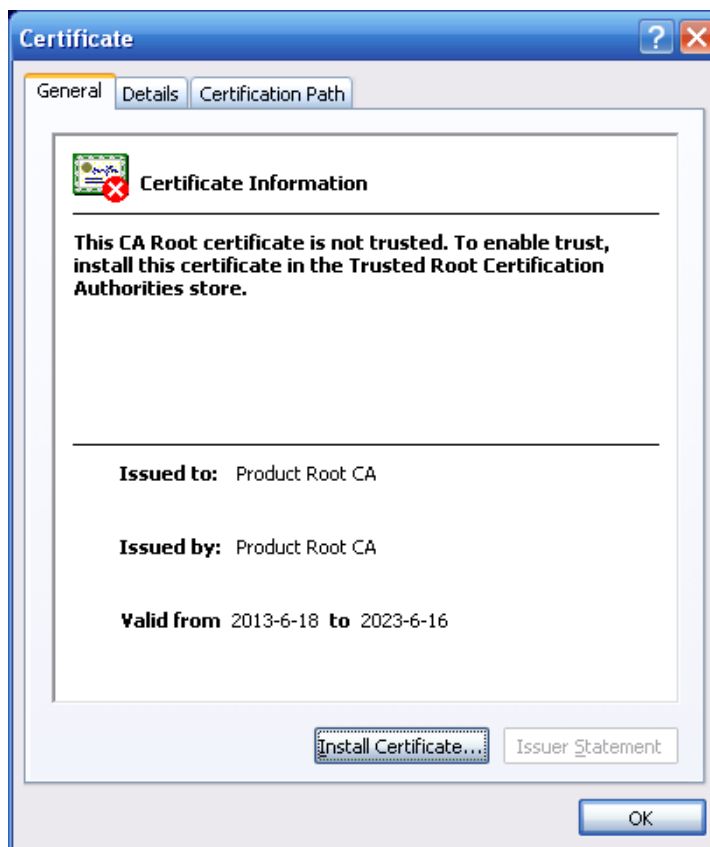 Certificate
General Details Certification Path
Certificate Information
This CA Root certificate is not trusted. To enable trust,
install this certificate in the Trusted Root Certification
Authorities store.
Issued to: Product Root CA
Issued by: Product Root CA
Valid from 2013-6-18 to 2023-6-16
Install Certificate... Issuer Statement
OK